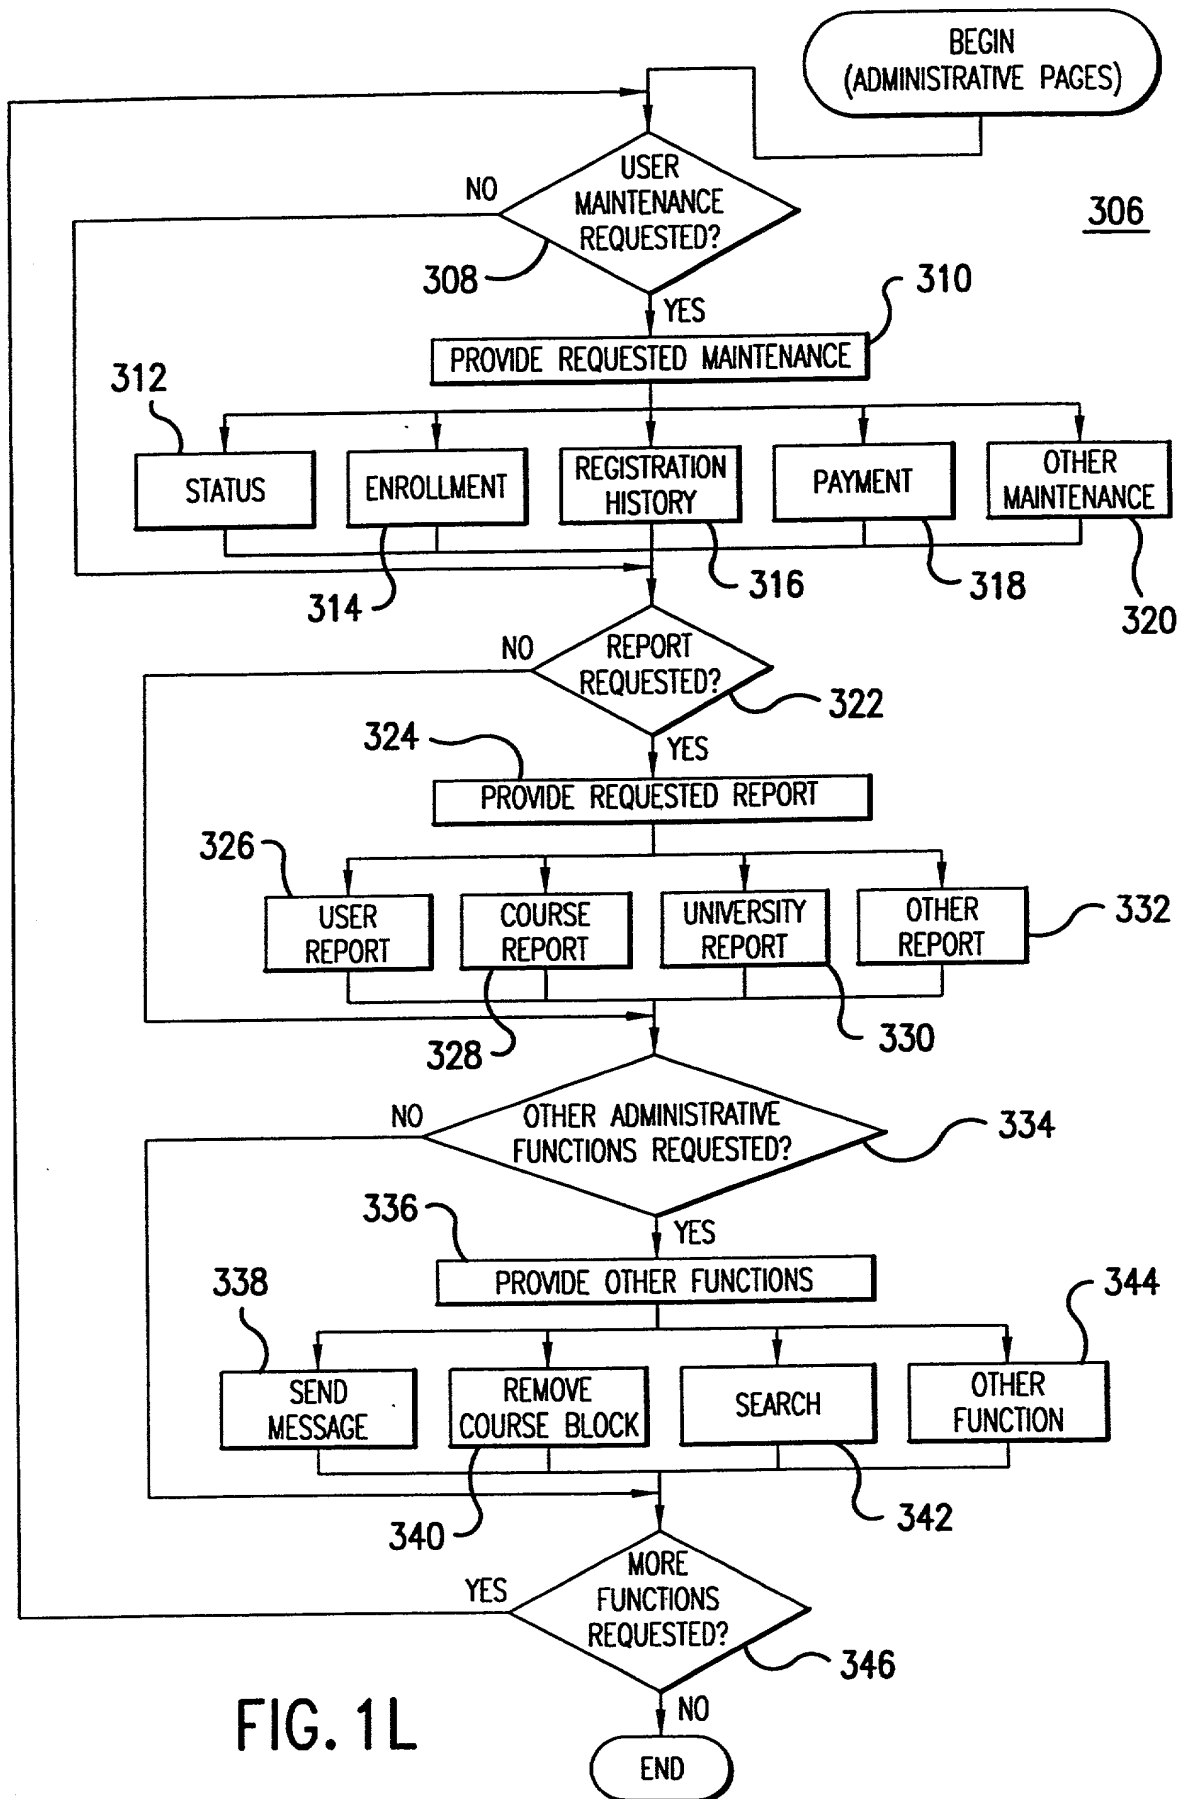 BEGIN
(ADMINISTRATIVE PAGES)
306
USER
MAINTENANCE
REQUESTED?
NO
308
YES
310
PROVIDE REQUESTED MAINTENANCE
312
STATUS
ENROLLMENT
REGISTRATION
HISTORY
PAYMENT
OTHER
MAINTENANCE
314
316
318
320
REPORT
REQUESTED?
NO
322
YES
324
PROVIDE REQUESTED REPORT
326
USER
REPORT
COURSE
REPORT
UNIVERSITY
REPORT
OTHER
REPORT
332
328
330
OTHER ADMINISTRATIVE
FUNCTIONS REQUESTED?
NO
334
YES
336
PROVIDE OTHER FUNCTIONS
338
344
SEND
MESSAGE
REMOVE
COURSE BLOCK
SEARCH
OTHER
FUNCTION
340
342
MORE
FUNCTIONS
REQUESTED?
YES
346
NO
END
FIG. 1L